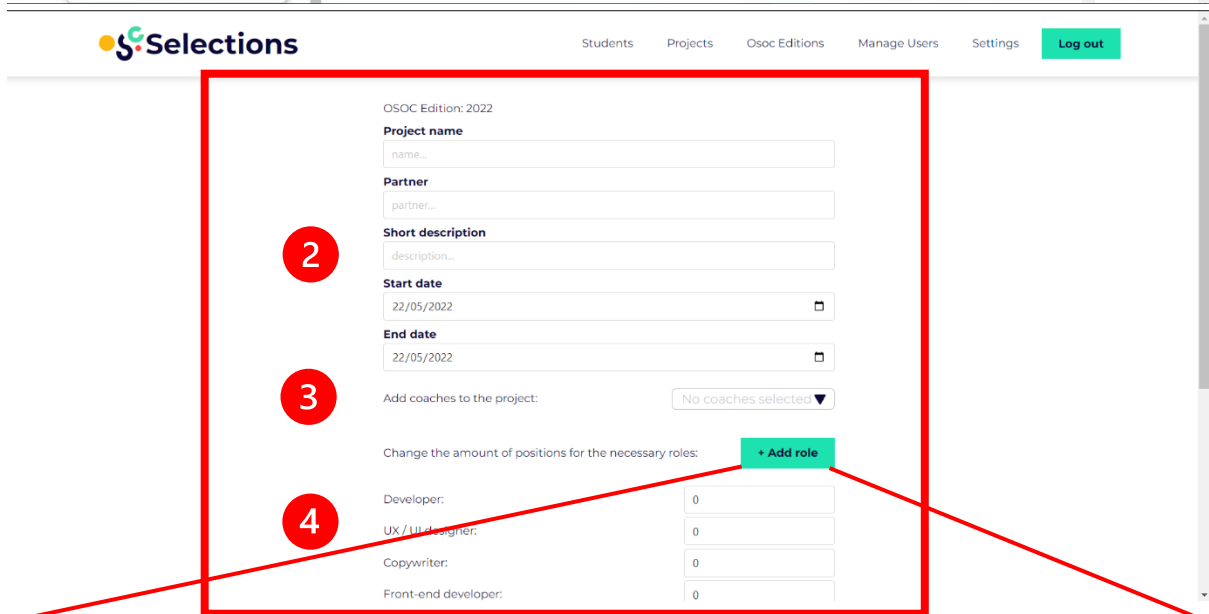 Selections Students Projects Osoc Editions Manage Users Settings Log out
OSOC Edition: 2022
Project name
name...
Partner
partner...
Short description
2
description...
Start date
22/05/2022
End date
22/05/2022
3
Add coaches to the project: No coaches selected
Change the amount of positions for the necessary roles: + Add role
Developer: 0
4
UX / UI designer: 0
Copywriter: 0
Front-end developer: 0